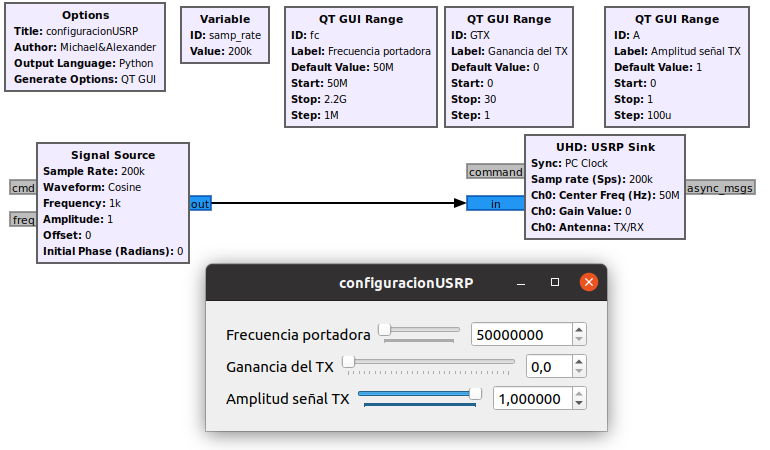 Options
Title: configuracionUSRP
Author: Michael&Alexander
Output Language: Python
Generate Options: QT GUI
Variable
ID: samp_rate
Value: 200k
QT GUI Range
ID: fc
Label: Frecuencia portadora
Default Value: 50M
Start: 50M
Stop: 2.2G
Step: 1M
QT GUI Range
ID: GTX
Label: Ganancia del TX
Default Value: 0
Start: 0
Stop: 30
Step: 1
QT GUI Range
ID: A
Label: Amplitud señal TX
Default Value: 1
Start: 0
Stop: 1
Step: 100u
cmd
freq
Signal Source
Sample Rate: 200k
Waveform: Cosine
Frequency: 1k
Amplitude: 1
Offset: 0
Initial Phase (Radians): 0
out
command
in
UHD: USRP Sink
Sync: PC Clock
Samp rate (Sps): 200k
Ch0: Center Freq (Hz): 50M
Ch0: Gain Value: 0
Ch0: Antenna: TX/RX
async_msgs
configuracionUSRP
Frecuencia portadora 50000000
Ganancia del TX 0,0
Amplitud señal TX 1,000000